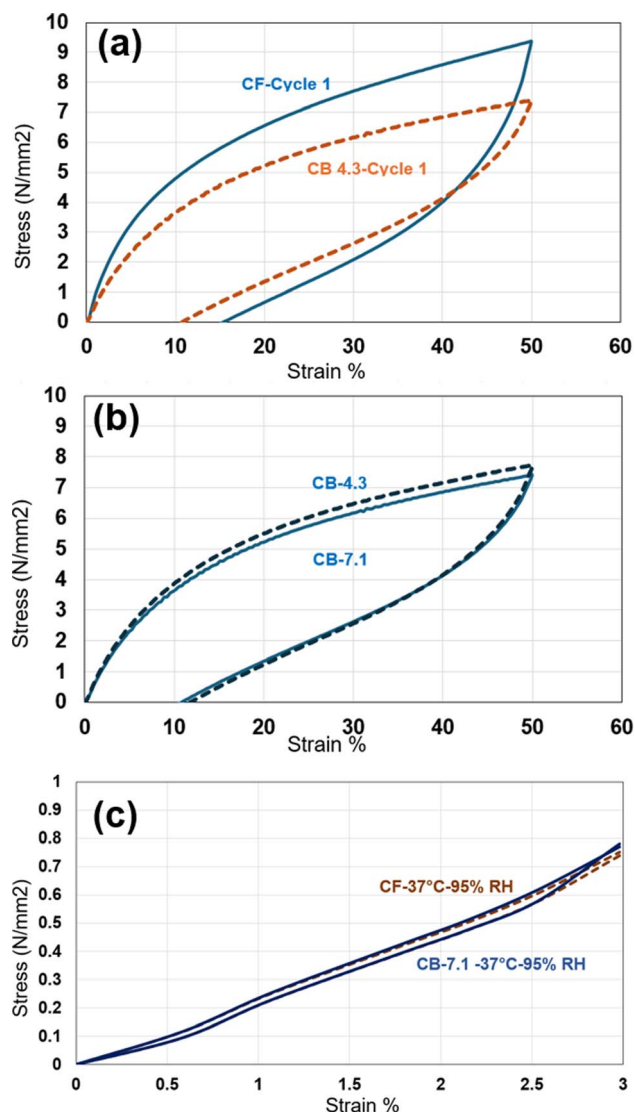 (a)
10
9
8
7
6
5
4
3
2
1
0
Stress (N/mm2)
CF-Cycle 1
CB 4.3-Cycle 1
0 10 20 30 40 50 60
Strain %
(b)
10
9
8
7
6
5
4
3
2
1
0
Stress (N/mm2)
CB-4.3
CB-7.1
0 10 20 30 40 50 60
Strain %
(c)
1
0.9
0.8
0.7
0.6
0.5
0.4
0.3
0.2
0.1
0
Stress (N/mm2)
CF-37°C-95% RH
CB-7.1 -37°C-95% RH
0 0.5 1 1.5 2 2.5 3
Strain %